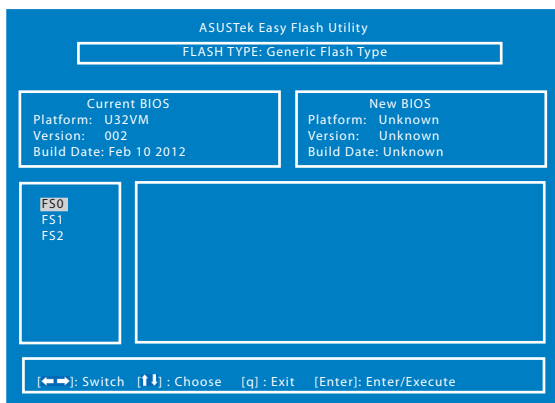 ASUSTek Easy Flash Utility
FLASH TYPE: Generic Flash Type
Current BIOS
Platform: U32VM
Version: 002
Build Date: Feb 10 2012
New BIOS
Platform: Unknown
Version: Unknown
Build Date: Unknown
FS0
FS1
FS2
[←→]: Switch [↑↓] : Choose [q] : Exit [Enter]: Enter/Execute